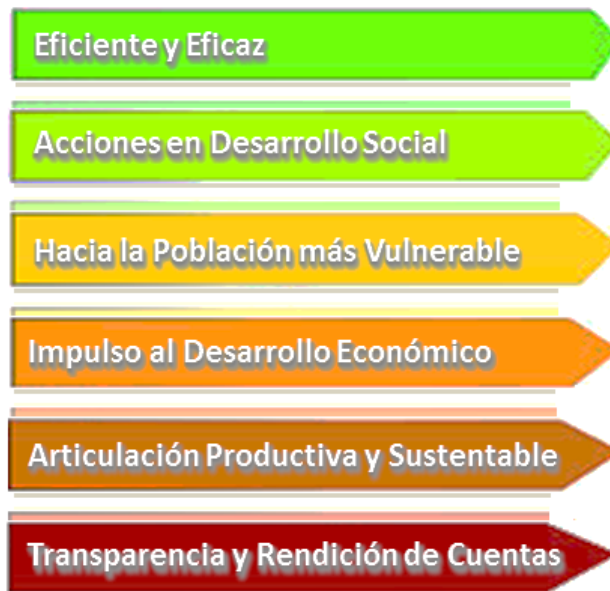 Eficiente y Eficaz
Acciones en Desarrollo Social
Hacia la Población más Vulnerable
Impulso al Desarrollo Económico
Articulación Productiva y Sustentable
Transparencia y Rendición de Cuentas